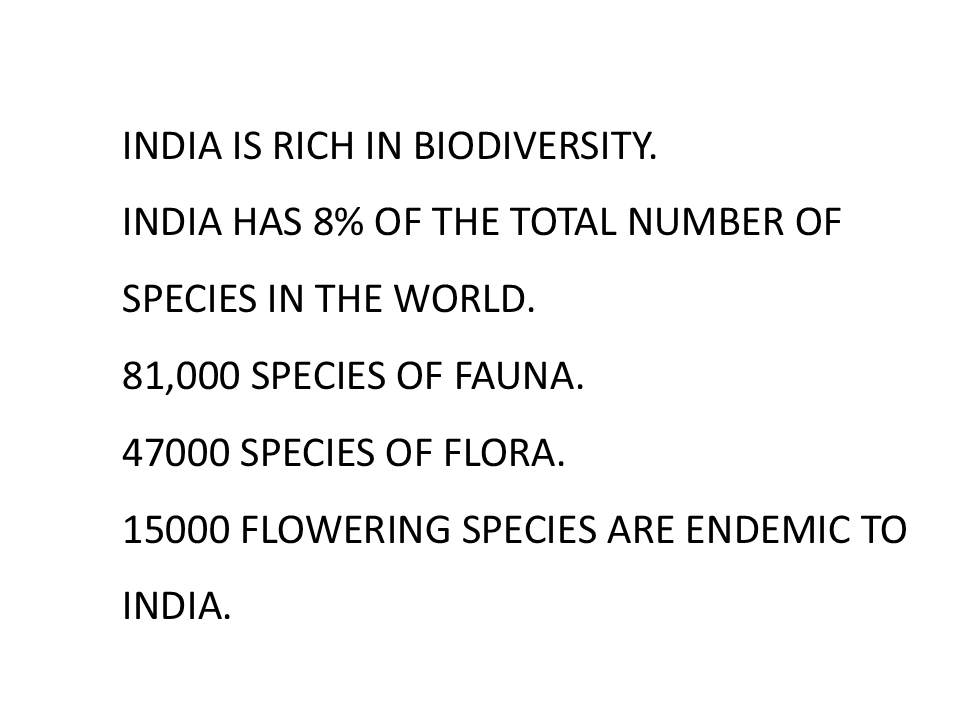 INDIA IS RICH IN BIODIVERSITY.
INDIA HAS 8% OF THE TOTAL NUMBER OF
SPECIES IN THE WORLD.
81,000 SPECIES OF FAUNA.
47000 SPECIES OF FLORA.
15000 FLOWERING SPECIES ARE ENDEMIC TO
INDIA.